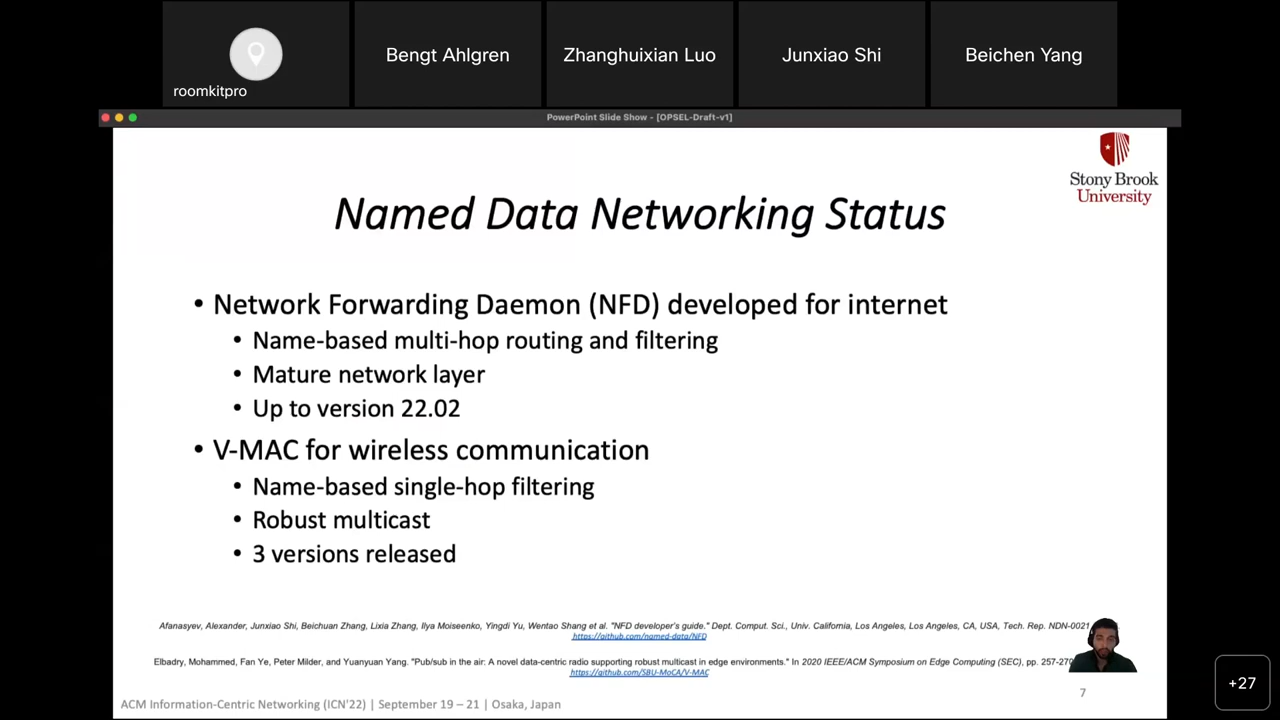 roomkitpro
Bengt Ahlgren
Zhanghuixian Luo
Junxiao Shi
Beichen Yang
PowerPoint Slide Show - [OPSEL-Draft-v1]
Stony Brook
University
Named Data Networking Status
• Network Forwarding Daemon (NFD) developed for internet
• Name-based multi-hop routing and filtering
• Mature network layer
• Up to version 22.02
• V-MAC for wireless communication
• Name-based single-hop filtering
• Robust multicast
• 3 versions released
Afanasyev, Alexander, Junxiao Shi, Beichuan Zhang, Lixia Zhang, Ilya Moiseenko, Yingdi Yu, Wentao Shang et al. "NFD developer's guide." Dept. Comput. Sci., Univ. California, Los Angeles, Los Angeles, CA, USA, Tech. Rep. NDN-0021
https://github.com/named-data/NFD
Elbadry, Mohammed, Fan Ye, Peter Milder, and Yuanyuan Yang. "Pub/sub in the air: A novel data-centric radio supporting robust multicast in edge environments." In 2020 IEEE/ACM Symposium on Edge Computing (SEC), pp. 257-270
https://github.com/SBU-MoCA/V-MAC
ACM Information-Centric Networking (ICN'22) | September 19 – 21 | Osaka, Japan
7
+27